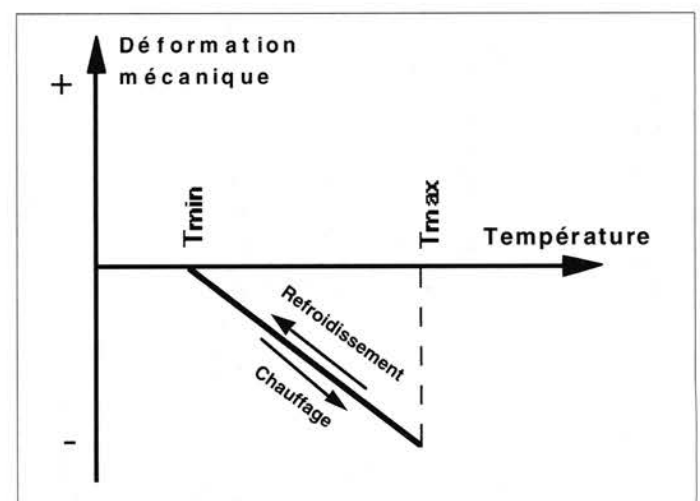 Déformation
mécanique
+
Tmin
Tmax
Température
Refroidissement
Chauffage
-